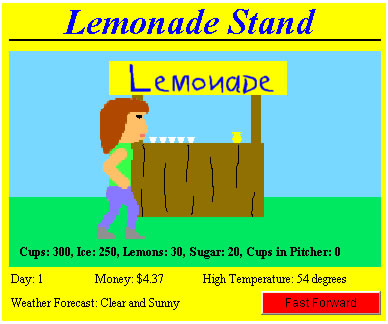 Lemonade Stand
Lemonade
Cups: 300, Ice: 250, Lemons: 30, Sugar: 20, Cups in Pitcher: 0
Day: 1 Money: $4.37 High Temperature: 54 degrees
Weather Forecast: Clear and Sunny Fast Forward